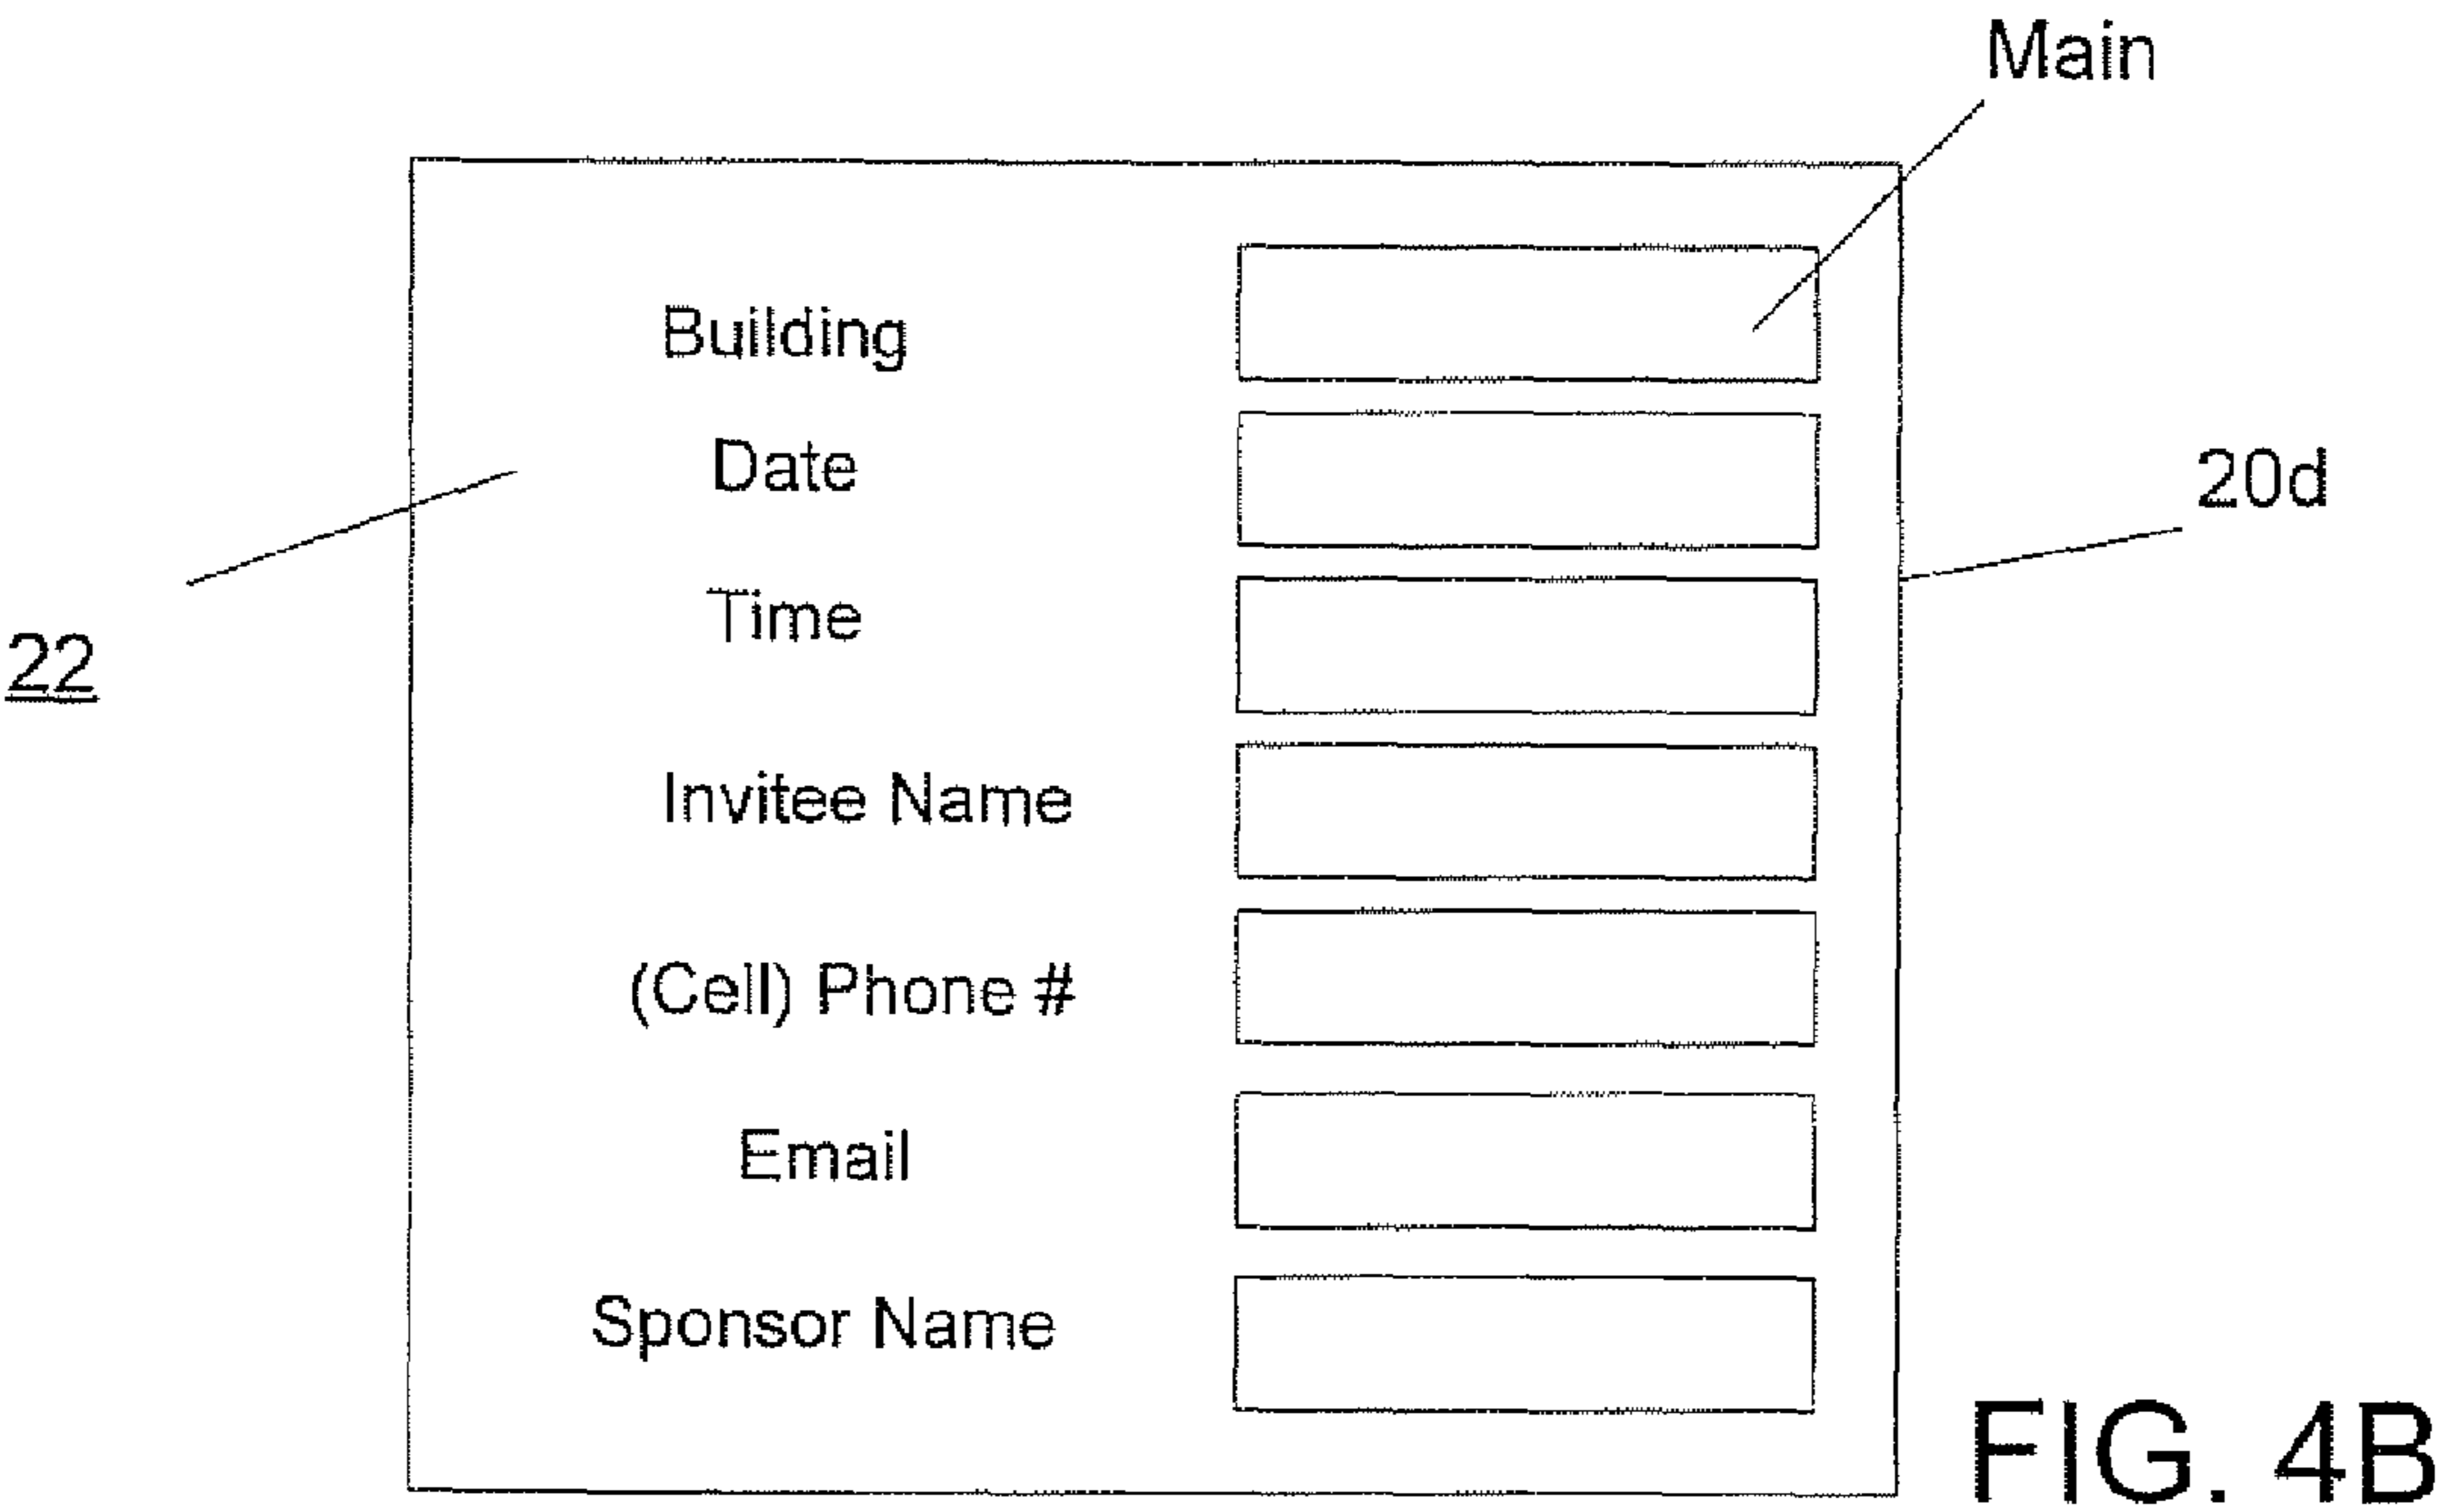 Main
Building
Date
20d
Time
22
Invitee Name
(Cell) Phone #
Email
Sponsor Name
FIG. 4B